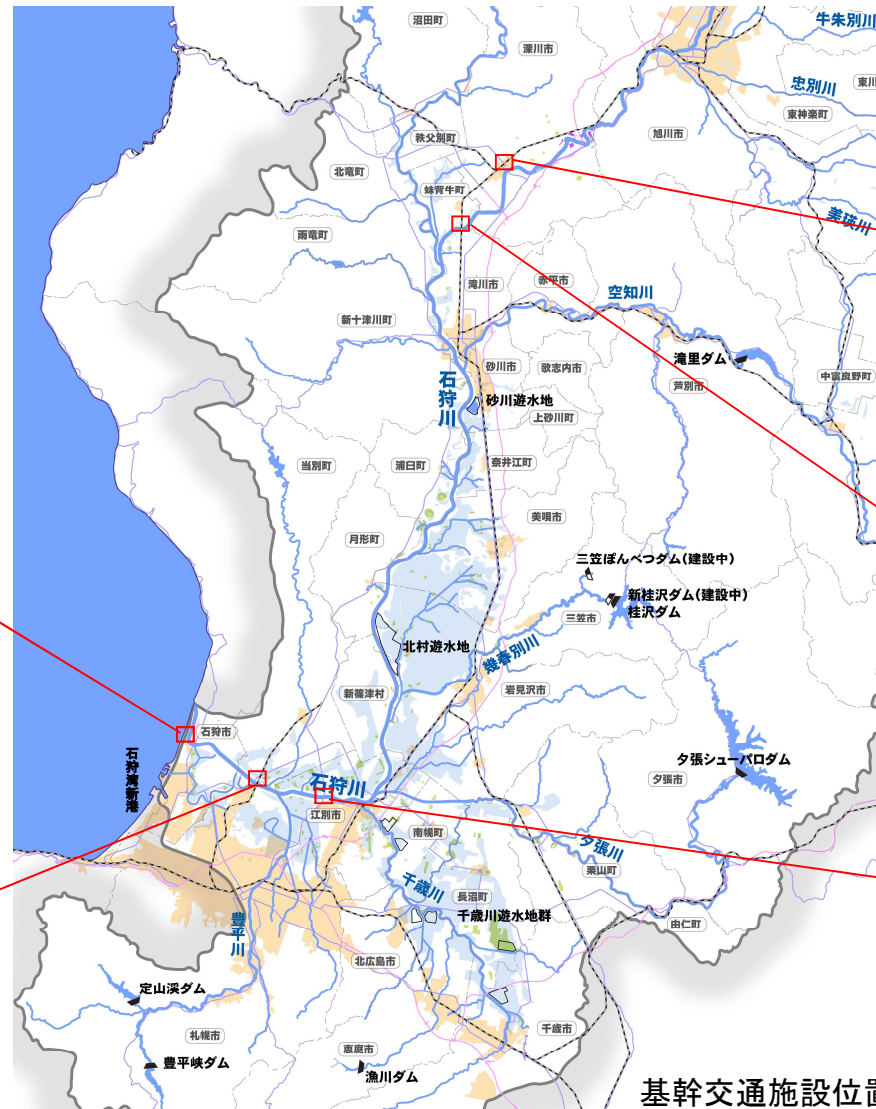 沼田町
深川市
牛朱別川
忠別川
東川
東神楽町
旭川市
秩父別町
北竜町
妹背牛町
美瑛川
雨竜町
滝川市
赤平市
空知川
新十津川町
滝里ダム
砂川市
歌志内市
芦別市
中富良野町
石狩川
砂川遊水地
上砂川町
当別町
浦臼町
奈井江町
美唄市
月形町
三笠ぽんべつダム(建設中)
新桂沢ダム(建設中)
桂沢ダム
三笠市
北村遊水地
幾春別川
新篠津村
岩見沢市
石狩市
石狩湾新港
夕張シューパロダム
夕張市
石狩川
江別市
南幌町
夕張川
栗山町
千歳川
長沼町
千歳川遊水地群
由仁町
豊平川
北広島市
定山渓ダム
札幌市
千歳市
恵庭市
豊平峡ダム
漁川ダム
基幹交通施設位置